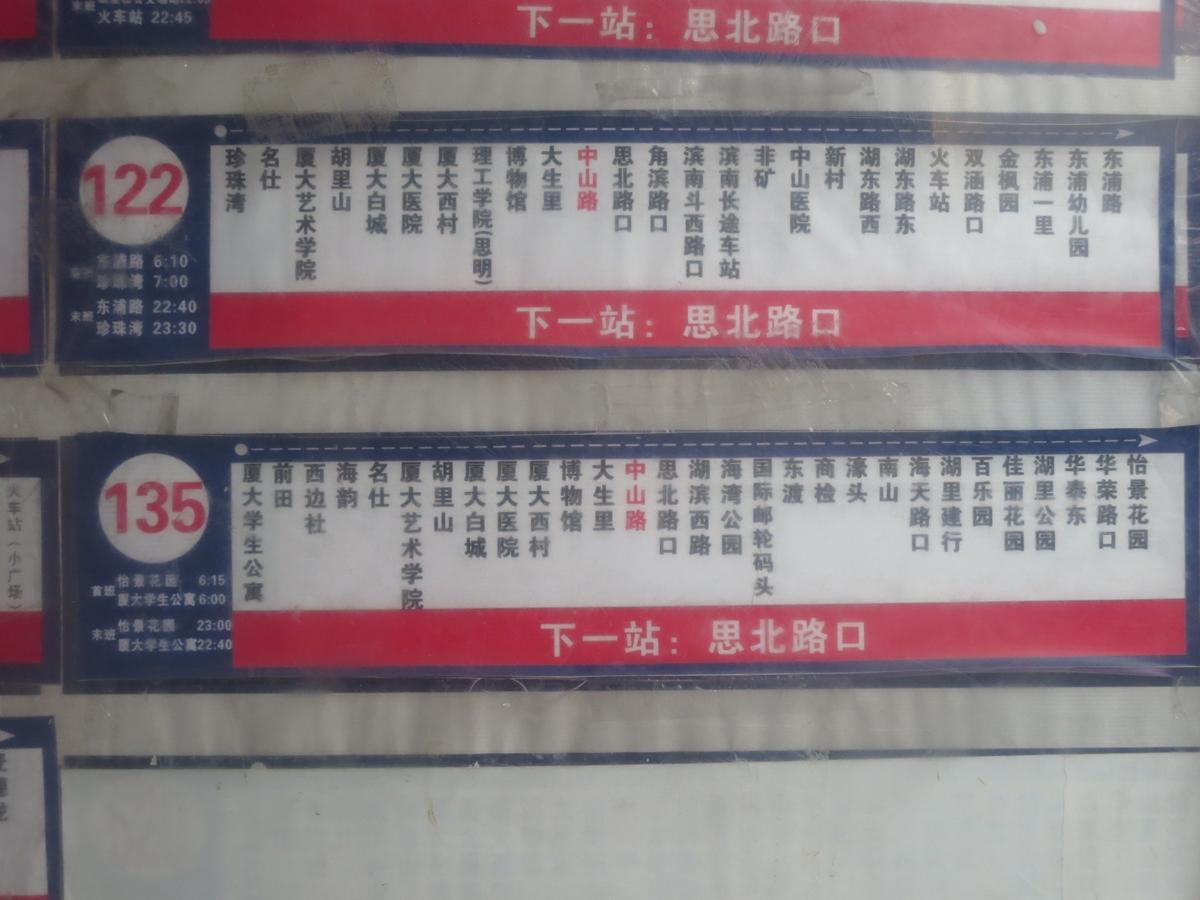 末班
火车站 22:45
下一站：思北路口
122
东浦路 6:10
珍珠湾 7:00
末班
东浦路 22:40
珍珠湾 23:30
珍珠湾
名仕
厦大艺术学院
胡里山
厦大白城
厦大医院
厦大西村
理工学院(思明)
博物馆
大生里
中山路
思北路口
角滨路口
滨南斗西路口
滨南长途车站
非矿
中山医院
新村
湖东路西
湖东路东
火车站
双涵路口
金枫园
东浦一里
东浦幼儿园
东浦路
下一站：思北路口
火车站（小广场）
135
首班
怡景花园 6:15
厦大学生公寓 6:00
末班
怡景花园 23:00
厦大学生公寓 22:40
厦大学生公寓
前田
西边社
海韵
名仕
厦大艺术学院
胡里山
厦大白城
厦大医院
厦大西村
博物馆
大生里
中山路
思北路口
湖滨西路
海湾公园
国际邮轮码头
东渡
商检
濠头
南山
海天路口
湖里建行
百乐园
佳丽花园
湖里公园
华泰东
华荣路口
怡景花园
下一站：思北路口